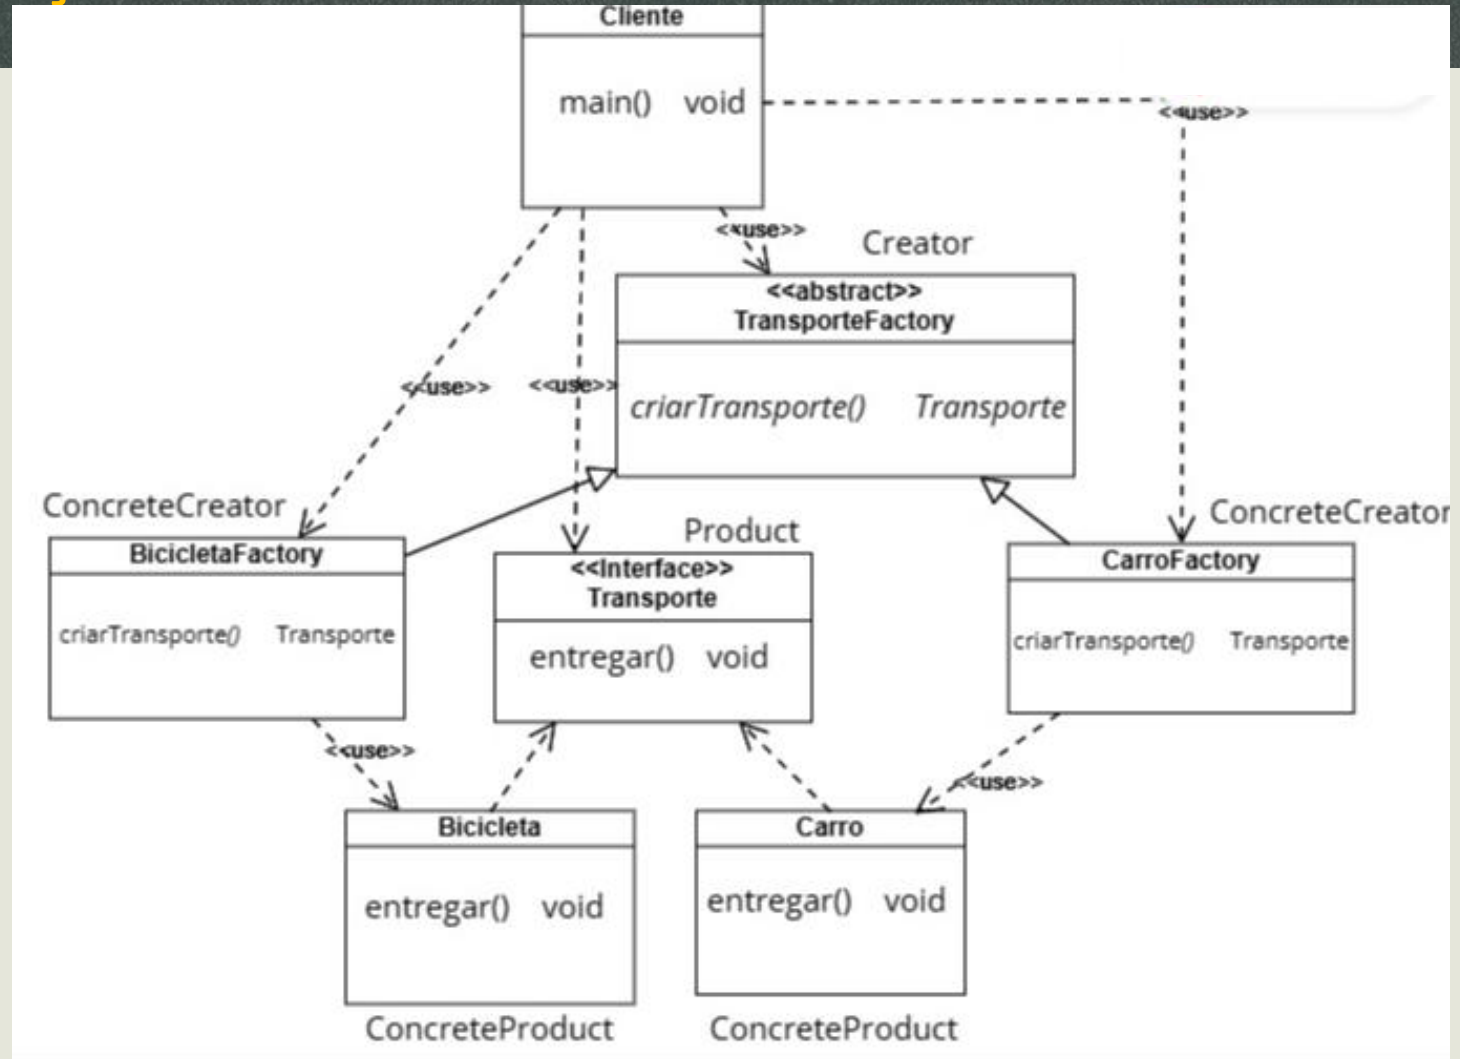 Cliente
main() void
<<use>>
<<use>>
Creator
<<abstract>>
TransporteFactory
criarTransporte() Transporte
<<use>>
<<use>>
ConcreteCreator
BicicletaFactory
criarTransporte() Transporte
Product
<<Interface>>
Transporte
entregar() void
ConcreteCreator
CarroFactory
criarTransporte() Transporte
<<use>>
<<use>>
Bicicleta
entregar() void
ConcreteProduct
Carro
entregar() void
ConcreteProduct